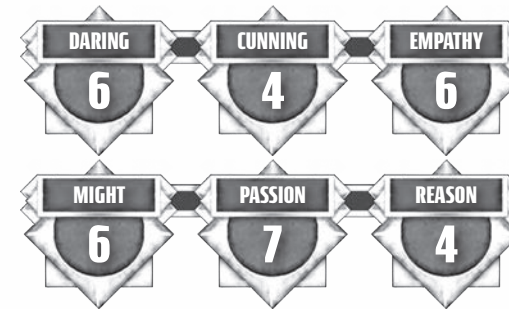 DARING CUNNING EMPATHY
6 4 6
MIGHT PASSION REASON
6 7 4